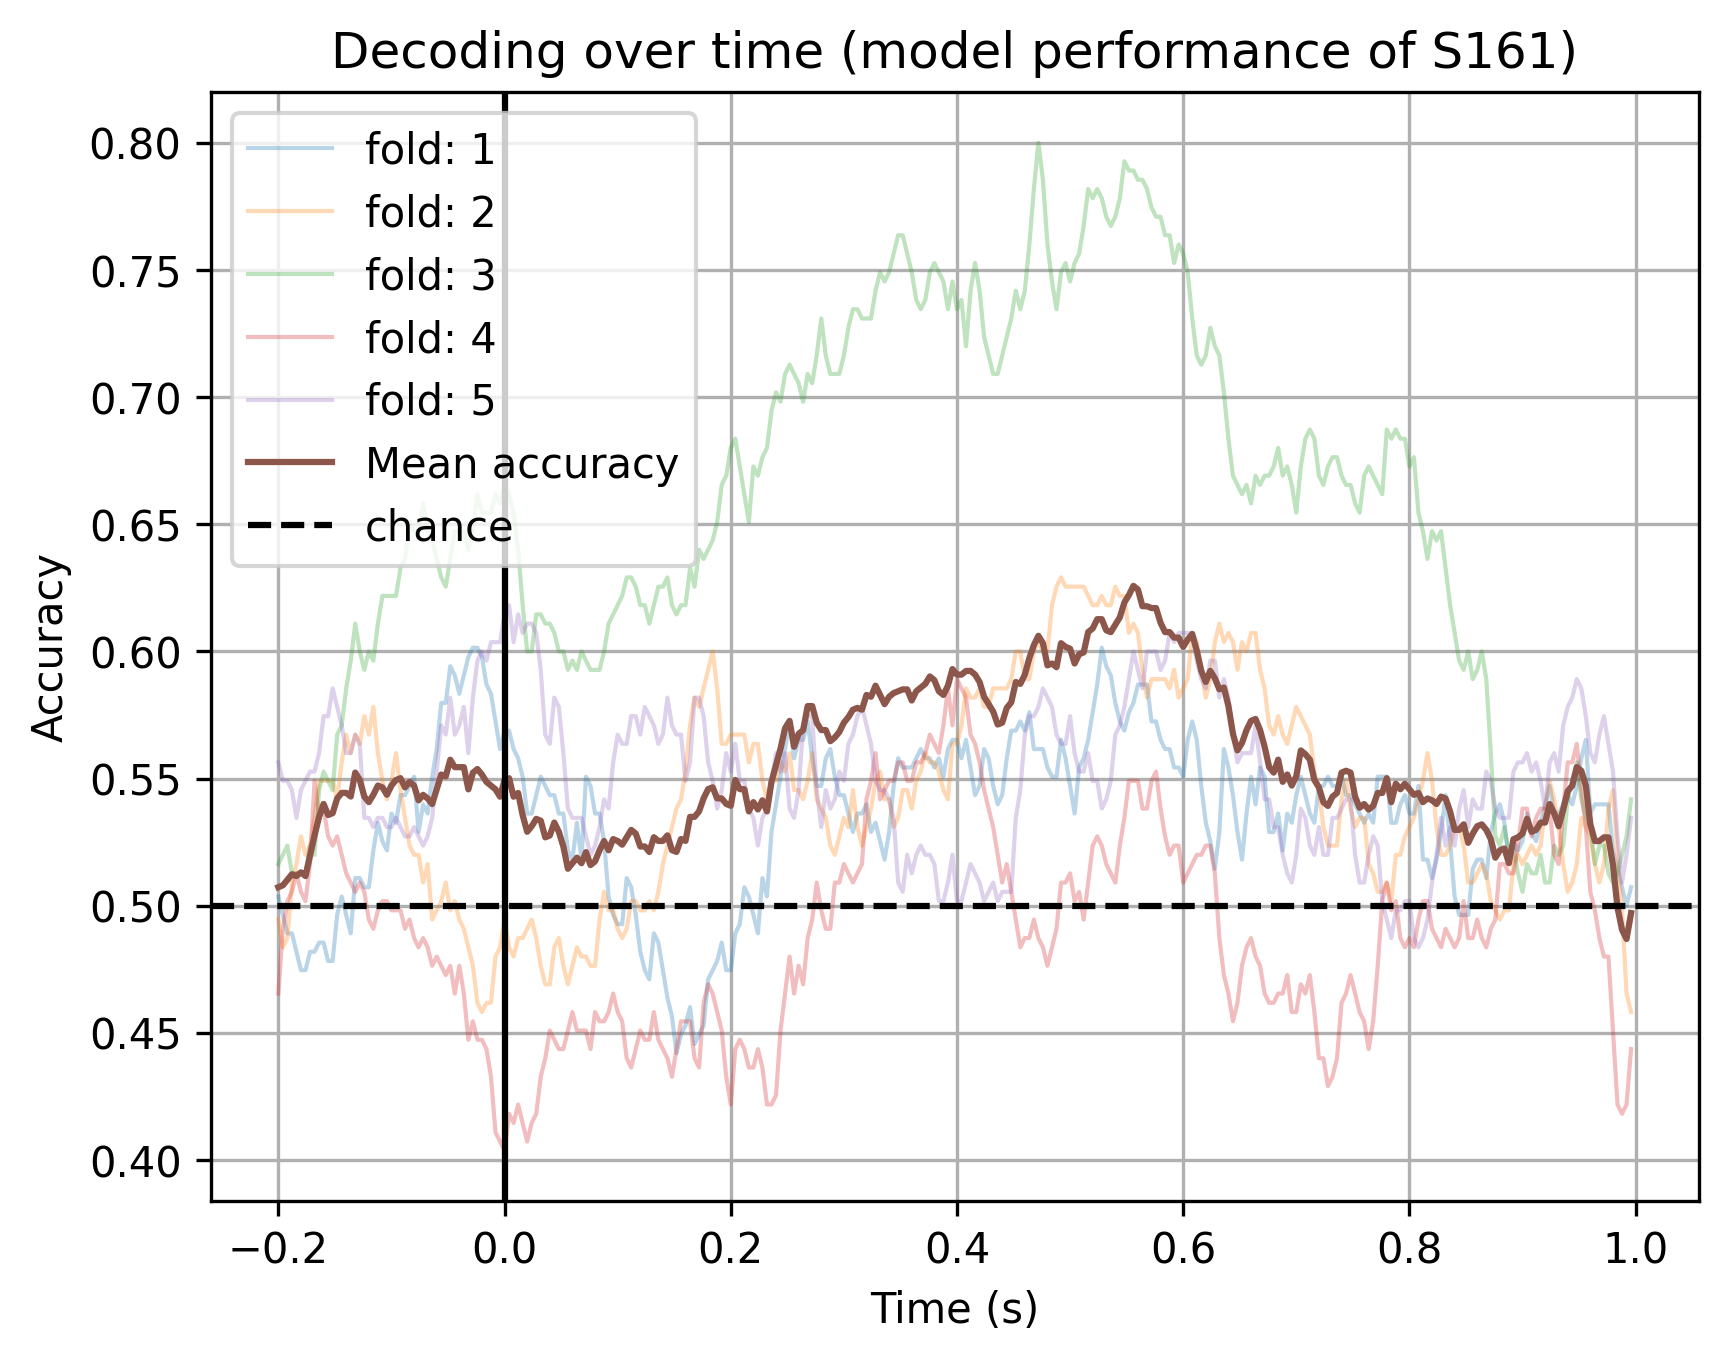 Decoding over time (model performance of S161)
fold: 1
fold: 2
fold: 3
fold: 4
fold: 5
Mean accuracy
chance
Accuracy
0.80
0.75
0.70
0.65
0.60
0.55
0.50
0.45
0.40
−0.2 0.0 0.2 0.4 0.6 0.8 1.0
Time (s)